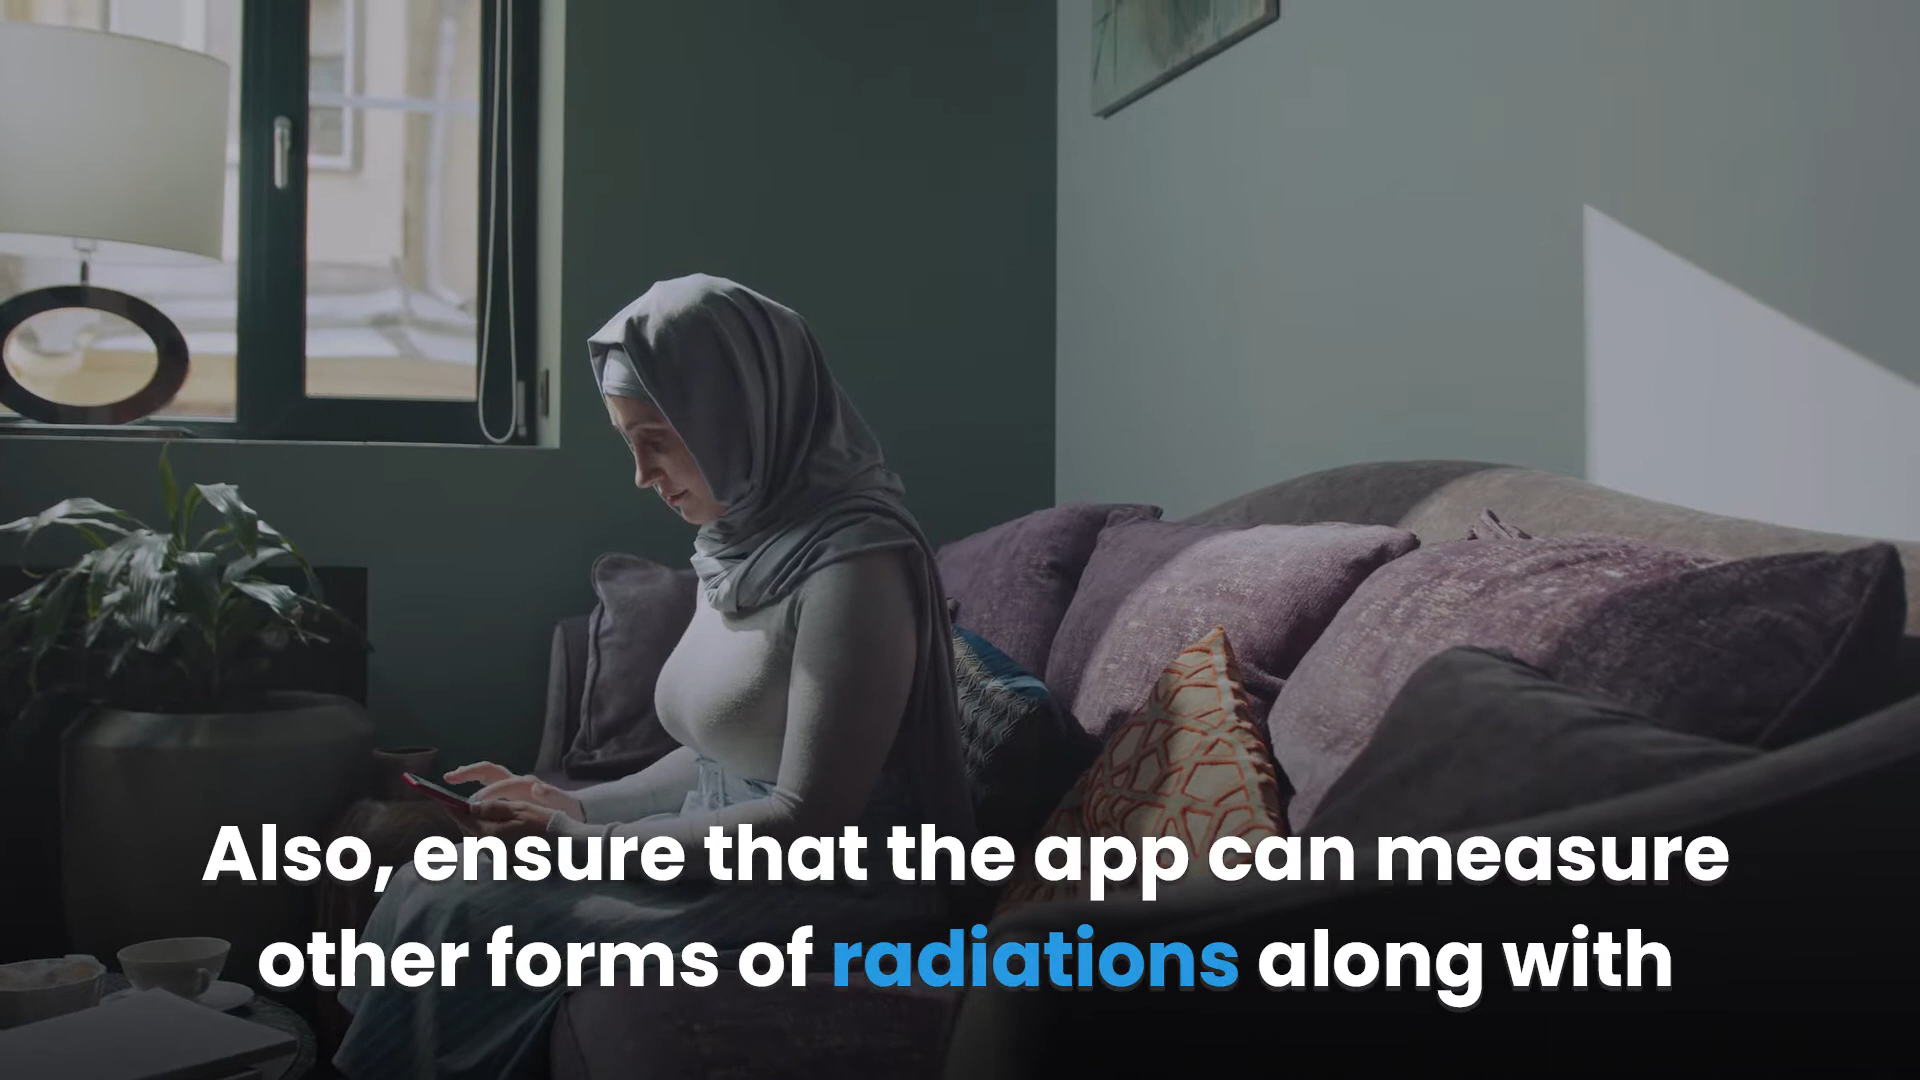 Also, ensure that the app can measure
other forms of radiations along with